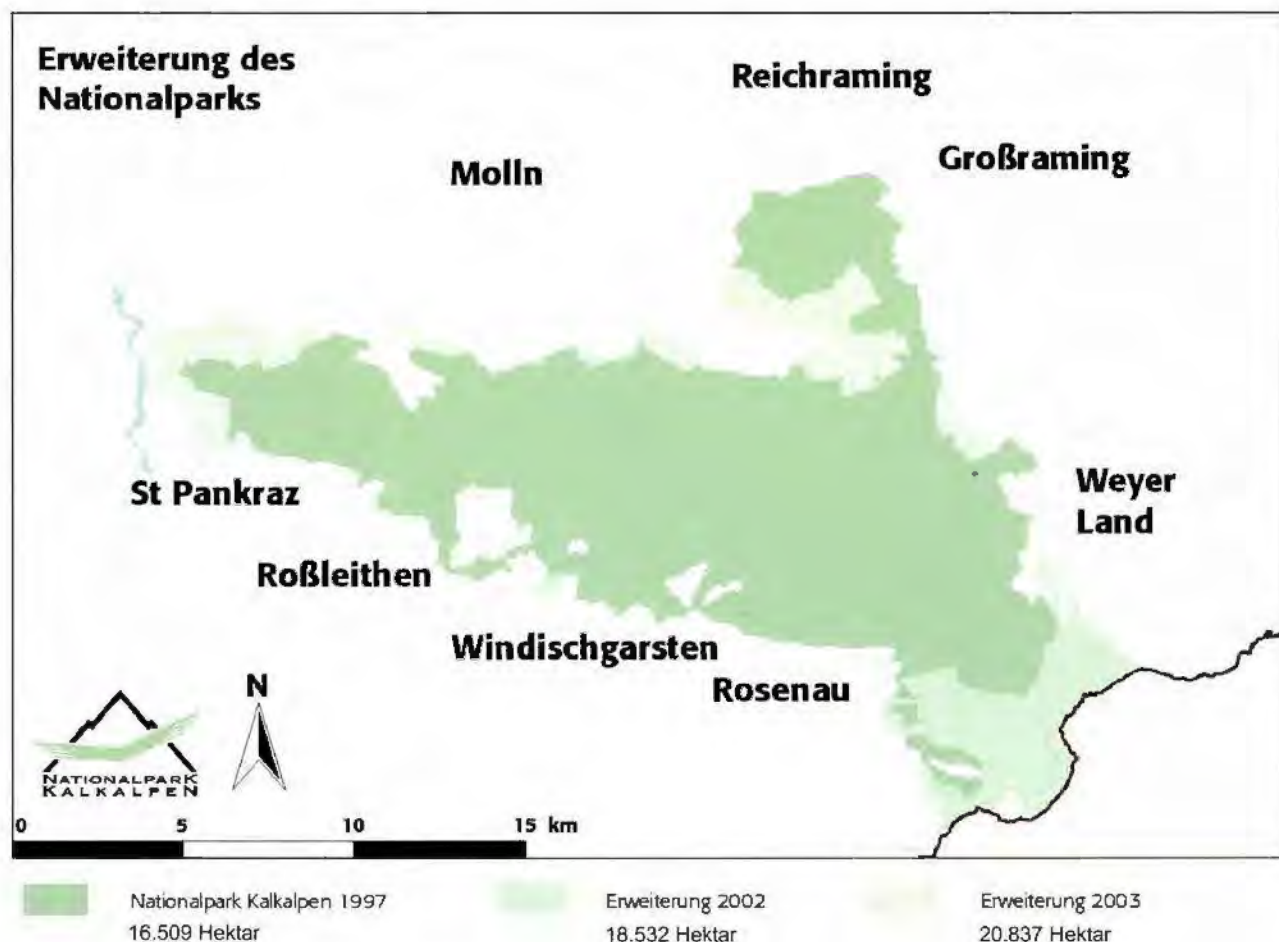 Erweiterung des
Nationalparks
Reichraming
Großraming
Molln
St Pankraz
Weyer
Land
Roßleithen
Windischgarsten
Rosenau
N
NATIONALPARK
KALKALPEN
0 5 10 15 km
Nationalpark Kalkalpen 1997
16.509 Hektar
Erweiterung 2002
18.532 Hektar
Erweiterung 2003
20.837 Hektar